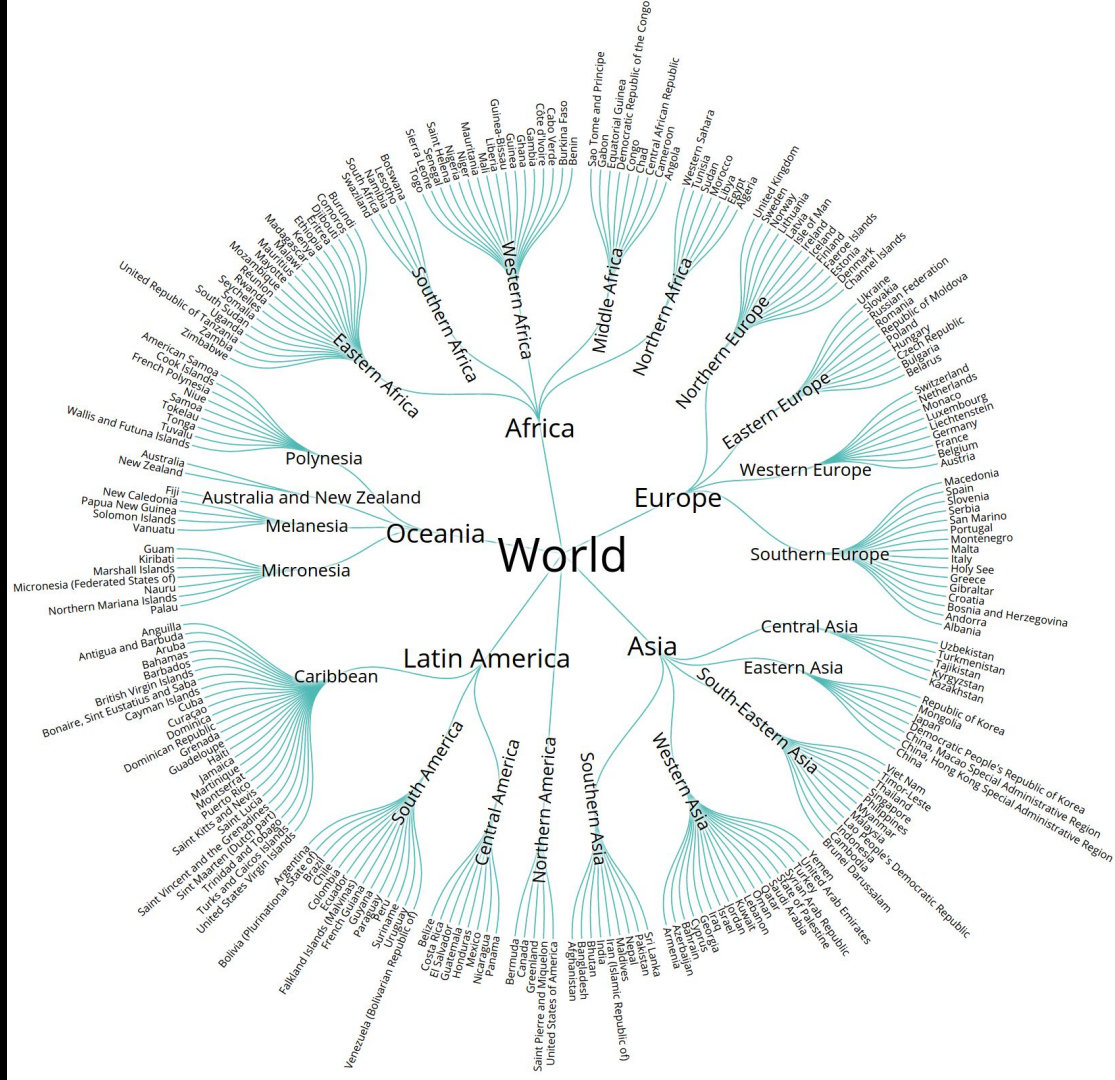 World
Africa
Eastern Africa
Zimbabwe
Zambia
United Republic of Tanzania
Uganda
South Sudan
Somalia
Seychelles
Rwanda
Réunion
Mozambique
Mayotte
Mauritius
Malawi
Madagascar
Kenya
Ethiopia
Eritrea
Djibouti
Comoros
Burundi
Southern Africa
Swaziland
South Africa
Namibia
Lesotho
Botswana
Western Africa
Togo
Sierra Leone
Senegal
Saint Helena
Nigeria
Niger
Mauritania
Mali
Liberia
Guinea-Bissau
Guinea
Ghana
Gambia
Côte d'Ivoire
Cabo Verde
Burkina Faso
Benin
Middle Africa
Sao Tome and Principe
Gabon
Equatorial Guinea
Democratic Republic of the Congo
Congo
Chad
Central African Republic
Cameroon
Angola
Northern Africa
Western Sahara
Tunisia
Sudan
Morocco
Libya
Egypt
Algeria
Europe
Northern Europe
United Kingdom
Sweden
Norway
Lithuania
Latvia
Isle of Man
Ireland
Iceland
Finland
Faeroe Islands
Estonia
Denmark
Channel Islands
Eastern Europe
Ukraine
Slovakia
Russian Federation
Romania
Republic of Moldova
Poland
Hungary
Czech Republic
Bulgaria
Belarus
Western Europe
Switzerland
Netherlands
Monaco
Luxembourg
Liechtenstein
Germany
France
Belgium
Austria
Southern Europe
Macedonia
Spain
Slovenia
Serbia
San Marino
Portugal
Montenegro
Malta
Italy
Holy See
Greece
Gibraltar
Croatia
Bosnia and Herzegovina
Andorra
Albania
Asia
Central Asia
Uzbekistan
Turkmenistan
Tajikistan
Kyrgyzstan
Kazakhstan
Eastern Asia
Republic of Korea
Mongolia
Japan
Democratic People's Republic of Korea
China, Macao Special Administrative Region
China, Hong Kong Special Administrative Region
China
South-Eastern Asia
Viet Nam
Timor-Leste
Thailand
Singapore
Philippines
Myanmar
Malaysia
Lao People's Democratic Republic
Indonesia
Cambodia
Brunei Darussalam
Western Asia
Yemen
United Arab Emirates
Turkey
Syrian Arab Republic
State of Palestine
Saudi Arabia
Qatar
Oman
Lebanon
Kuwait
Jordan
Israel
Iraq
Georgia
Cyprus
Bahrain
Azerbaijan
Armenia
Southern Asia
Sri Lanka
Pakistan
Nepal
Maldives
Iran (Islamic Republic of)
India
Bhutan
Bangladesh
Afghanistan
Northern America
United States of America
Saint Pierre and Miquelon
Greenland
Canada
Bermuda
Latin America
Central America
Panama
Nicaragua
Mexico
Honduras
Guatemala
El Salvador
Costa Rica
Belize
South America
Venezuela (Bolivarian Republic of)
Uruguay
Suriname
Peru
Paraguay
Guyana
French Guiana
Falkland Islands (Malvinas)
Ecuador
Colombia
Chile
Brazil
Bolivia (Plurinational State of)
Argentina
Caribbean
United States Virgin Islands
Turks and Caicos Islands
Trinidad and Tobago
Sint Maarten (Dutch part)
Saint Vincent and the Grenadines
Saint Lucia
Saint Kitts and Nevis
Puerto Rico
Montserrat
Martinique
Jamaica
Haiti
Guadeloupe
Grenada
Dominican Republic
Dominica
Curaçao
Cuba
Cayman Islands
Bonaire, Sint Eustatius and Saba
British Virgin Islands
Barbados
Bahamas
Aruba
Antigua and Barbuda
Anguilla
Oceania
Micronesia
Palau
Northern Mariana Islands
Nauru
Micronesia (Federated States of)
Marshall Islands
Kiribati
Guam
Melanesia
Vanuatu
Solomon Islands
Papua New Guinea
New Caledonia
Fiji
Australia and New Zealand
New Zealand
Australia
Polynesia
Wallis and Futuna Islands
Tuvalu
Tonga
Tokelau
Samoa
Niue
French Polynesia
Cook Islands
American Samoa